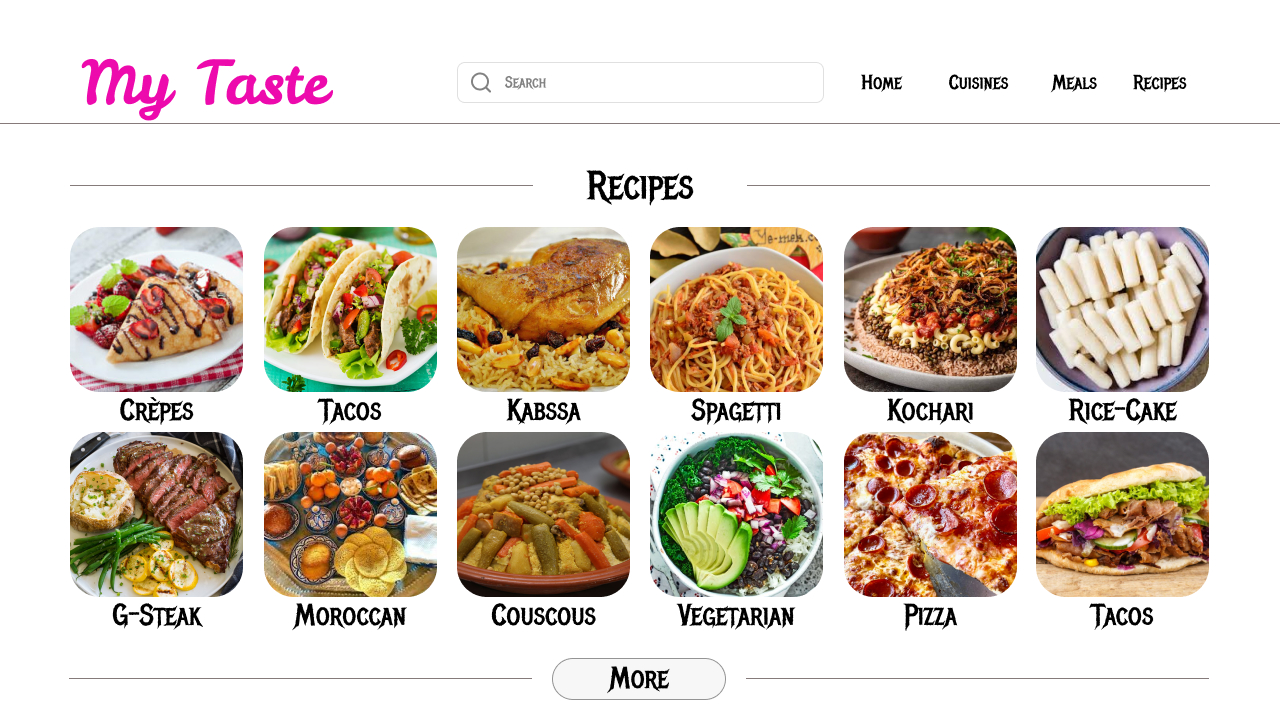 My Taste
Search
Home
Cuisines
Meals
Recipes
Recipes
Crèpes
Tacos
Kabssa
Spagetti
Kochari
Rice-Cake
G-Steak
Moroccan
Couscous
Vegetarian
Pizza
Tacos
More